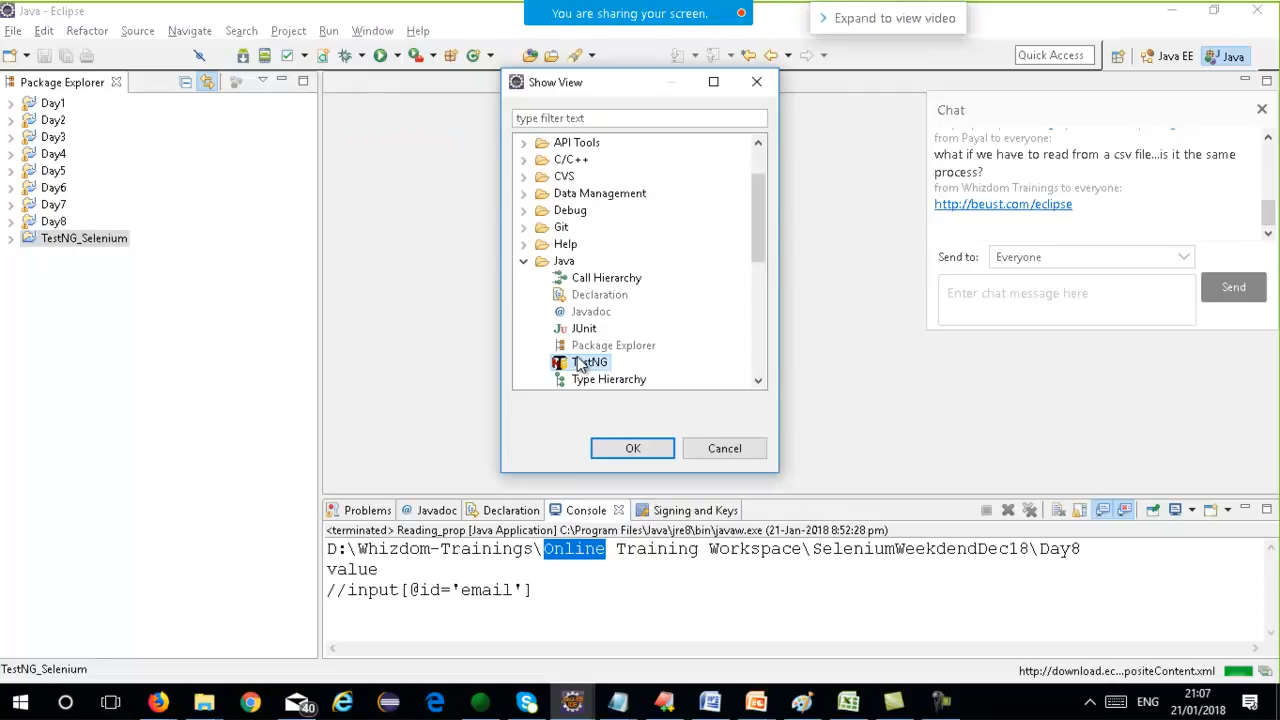 Java - Eclipse
You are sharing your screen.
Expand to view video
File Edit Refactor Source Navigate Search Project Run Window Help
Quick Access
Java EE
Java
Package Explorer
Day1
Day2
Day3
Day4
Day5
Day6
Day7
Day8
TestNG_Selenium
Show View
type filter text
API Tools
C/C++
CVS
Data Management
Debug
Git
Help
Java
Call Hierarchy
Declaration
Javadoc
JUnit
Package Explorer
TestNG
Type Hierarchy
OK
Cancel
Chat
from Payal to everyone:
what if we have to read from a csv file...is it the same
process?
from Whizdom Trainings to everyone:
http://beust.com/eclipse
Send to: Everyone
Enter chat message here
Send
Problems
Javadoc
Declaration
Console
Signing and Keys
<terminated> Reading_prop [Java Application] C:\Program Files\Java\jre8\bin\javaw.exe (21-Jan-2018 8:52:28 pm)
D:\Whizdom-Trainings\Online Training Workspace\SeleniumWeekdendDec18\Day8
value
//input[@id='email']
TestNG_Selenium
http://download.ec...positeContent.xml
40
ENG
21:07
21/01/2018